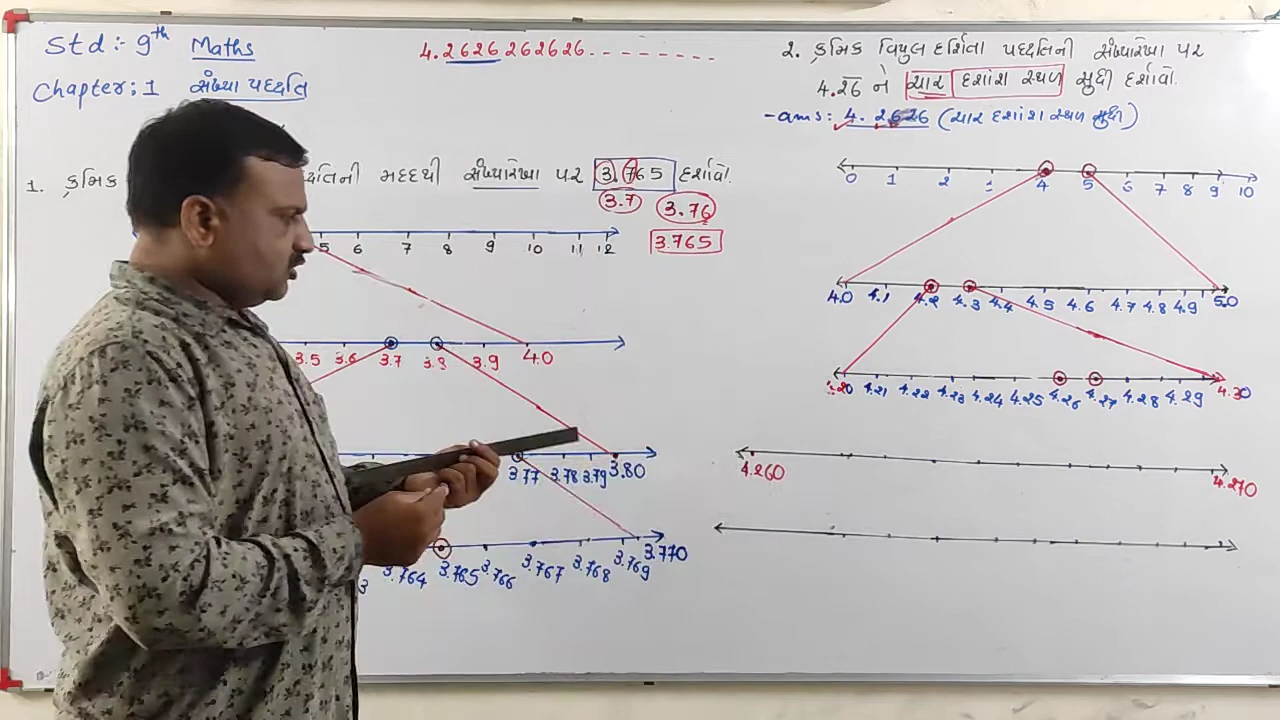 Std :- 9th Maths
Chapter : 1 સંખ્યા પદ્ધતિ
4.2626262626--------
1. ક્રમિક
દ્ધતિની મદદથી સંખ્યારેખા પર 3.765 દર્શાવો.
3.7 3.76
3.765
5 6 7 8 9 10 11 12
3.5 3.6 3.7 3.8 3.9 4.0
3.77 3.78 3.79 3.80
3 3.764 3.765 3.766 3.767 3.768 3.769 3.770
2. ક્રમિક વિપુલ દર્શિતા પદ્ધતિની સંખ્યારેખા પર
4.26 ને ચાર દશાંશ સ્થળ સુધી દર્શાવો.
- ans : 4.2626 (ચાર દશાંશ સ્થળ સુધી)
0 1 2 3 4 5 6 7 8 9 10
4.0 4.1 4.2 4.3 4.4 4.5 4.6 4.7 4.8 4.9 5.0
4.20 4.21 4.22 4.23 4.24 4.25 4.26 4.27 4.28 4.29 4.30
4.260 4.270